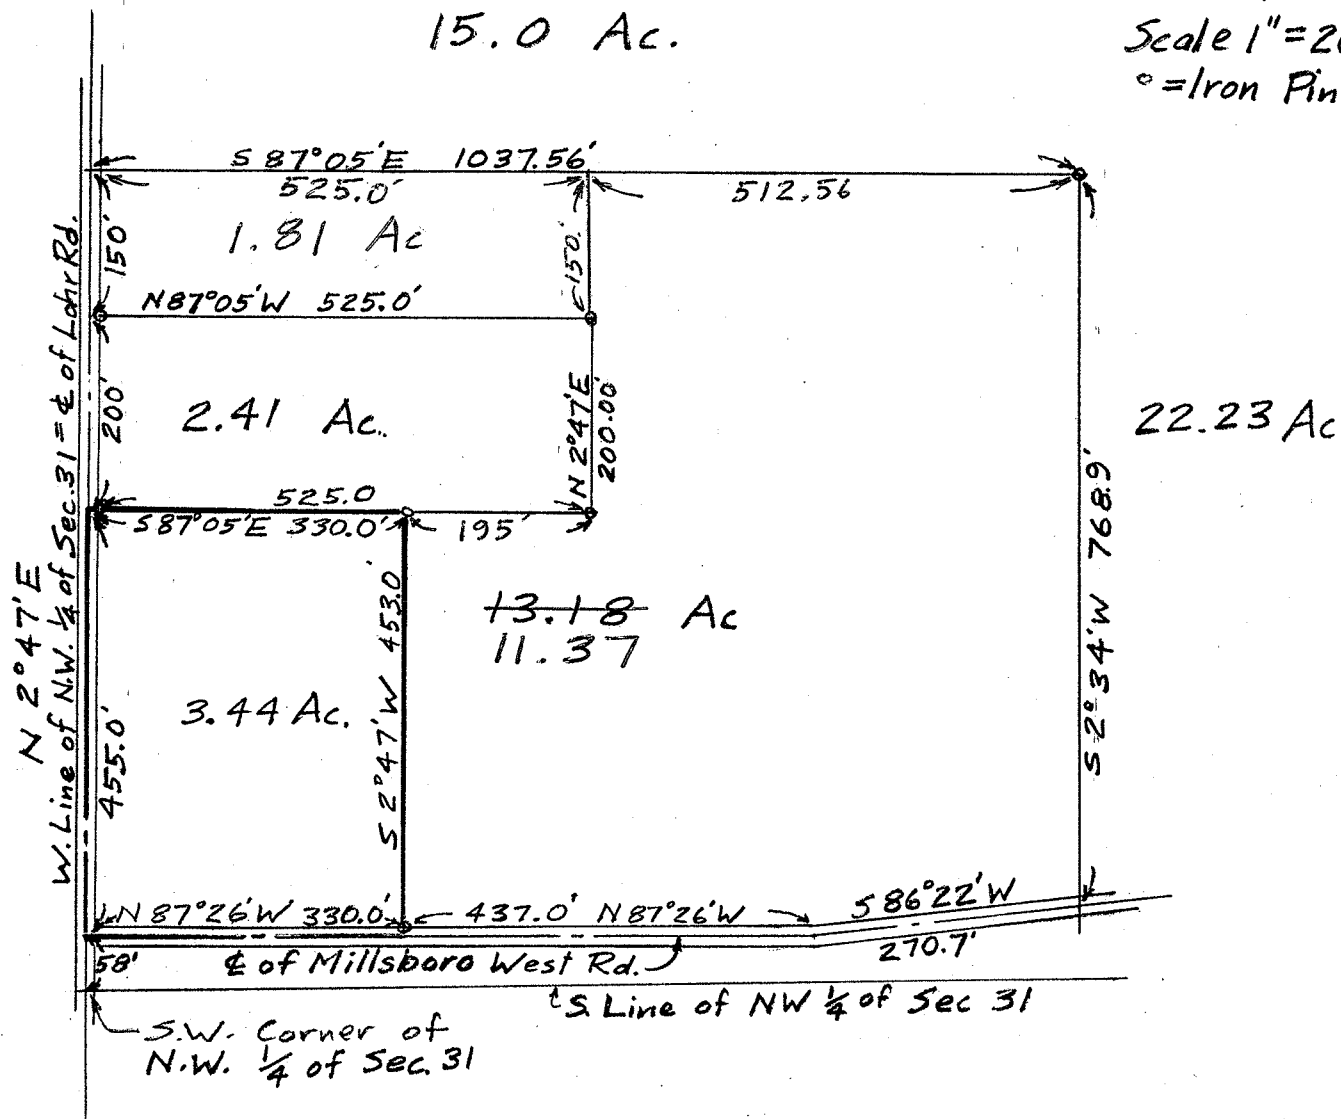 15.0 Ac.
Scale 1"=2
° =Iron Pin
S 87°05'E 1037.56'
525.0'
512.56
150'
1.81 Ac
150.'
N87°05'W 525.0'
200'
2.41 Ac.
N 2°47'E
200.00'
22.23 Ac
525.0
S87°05'E 330.0'
195'
N 2°47'E
W. Line of N.W. ¼ of Sec. 31 = ℄ of Lohr Rd.
455.0'
3.44 Ac.
S 2°47'W 453.0'
13.18 Ac
11.37
S 2°34'W 768.9'
N 87°26'W 330.0'
437.0' N87°26'W
S 86°22'W
270.7'
58'
℄ of Millsboro West Rd.
S. Line of NW ¼ of Sec 31
S.W. Corner of
N.W. ¼ of Sec. 31